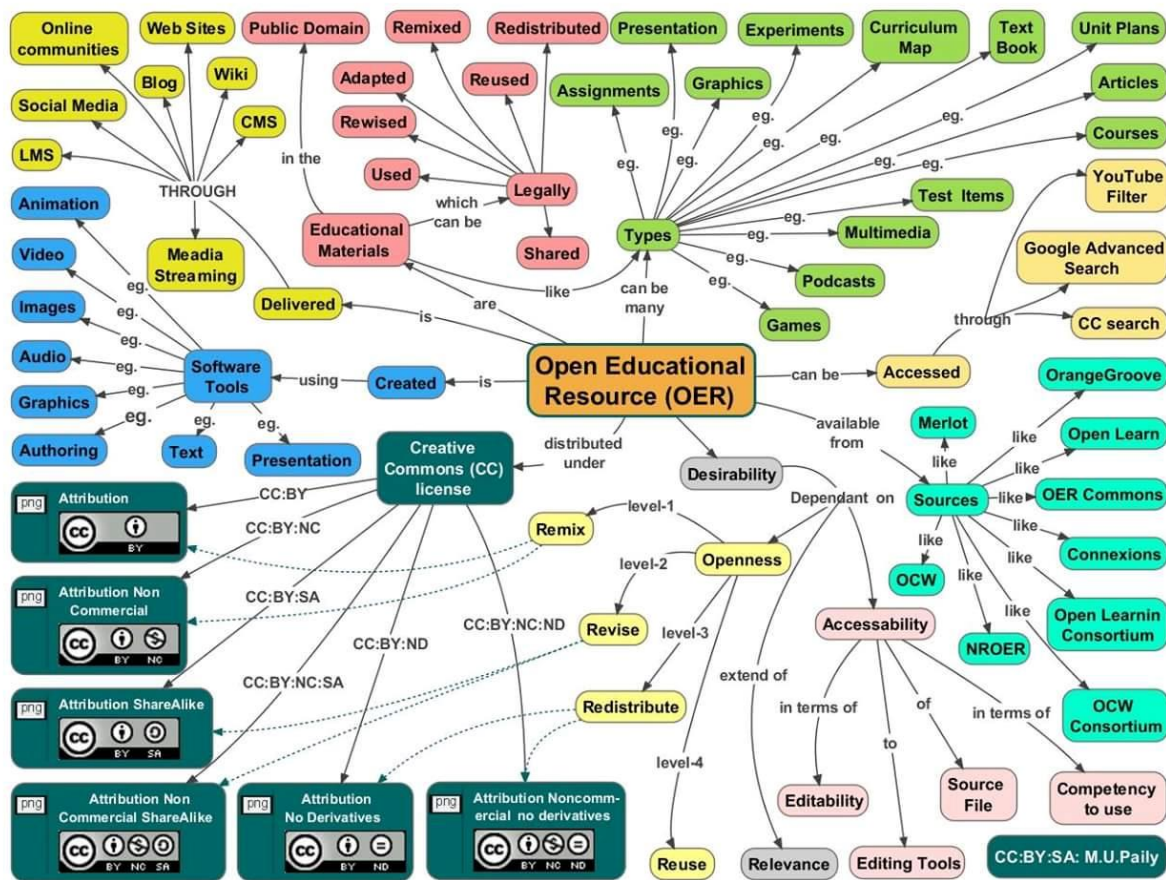 Online
communities
Web Sites
Blog
Wiki
Social Media
CMS
LMS
THROUGH
Meadia
Streaming
Delivered
is
Public Domain
Remixed
Redistributed
Adapted
Reused
Rewised
in the
Used
Legally
which
can be
Educational
Materials
Shared
like
are
Presentation
Experiments
Curriculum
Map
Text
Book
Unit Plans
Assignments
Graphics
Articles
Courses
eg.
eg.
eg.
eg.
eg.
eg.
eg.
eg.
eg.
Test Items
eg.
Multimedia
eg.
Podcasts
eg.
Games
eg.
Types
can be
many
YouTube
Filter
Google Advanced
Search
CC search
through
Accessed
can be
Animation
Video
Images
Audio
Graphics
Authoring
Text
Presentation
eg.
eg.
eg.
eg.
eg.
eg.
eg.
eg.
Software
Tools
using
Created
is
Open Educational
Resource (OER)
distributed
under
Creative
Commons (CC)
license
Desirability
available
from
Sources
OrangeGroove
Merlot
Open Learn
OER Commons
Connexions
Open Learnin
Consortium
OCW
NROER
OCW
Consortium
like
like
like
like
like
like
like
like
like
CC:BY
CC:BY:NC
CC:BY:SA
CC:BY:NC:SA
CC:BY:ND
CC:BY:NC:ND
png
Attribution
cc
BY
png
Attribution Non
Commercial
cc
BY NC
png
Attribution ShareAlike
cc
BY SA
png
Attribution Non
Commercial ShareAlike
cc
BY NC SA
png
Attribution
No Derivatives
cc
BY ND
png
Attribution Noncomm-
ercial no derivatives
cc
BY NC ND
Dependant on
level-1
Remix
Openness
level-2
Revise
level-3
Redistribute
level-4
Reuse
extend of
Relevance
Accessability
in terms of
Editability
to
Editing Tools
of
Source
File
in terms of
Competency
to use
CC:BY:SA: M.U.Paily